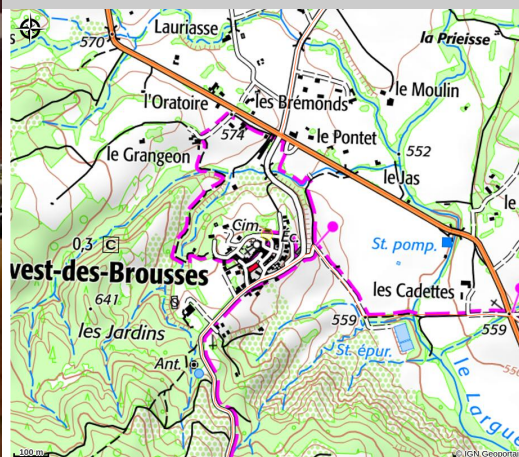 Lauriasse
570
la Prieisse
l'Oratoire
les Brémonds
le Moulin
574
le Pontet
le Grangeon
552
le Jas
Cim.
C.
0,3 C
St. pomp.
vest-des-Brousses
641
les Cadettes
les Jardins
559
559
St. épur.
Ant.
le Largue
100 m
© IGN Geoportail